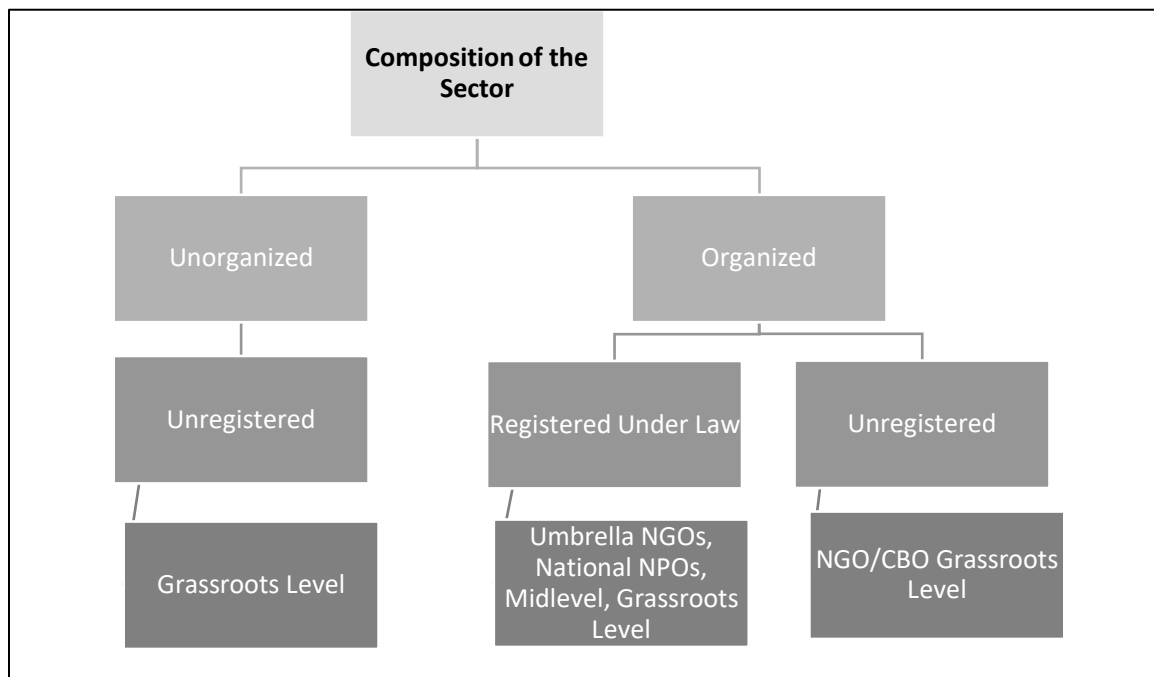 Composition of the
Sector
Unorganized
Organized
Unregistered
Registered Under Law
Unregistered
Grassroots Level
Umbrella NGOs,
National NPOs,
Midlevel, Grassroots
Level
NGO/CBO Grassroots
Level